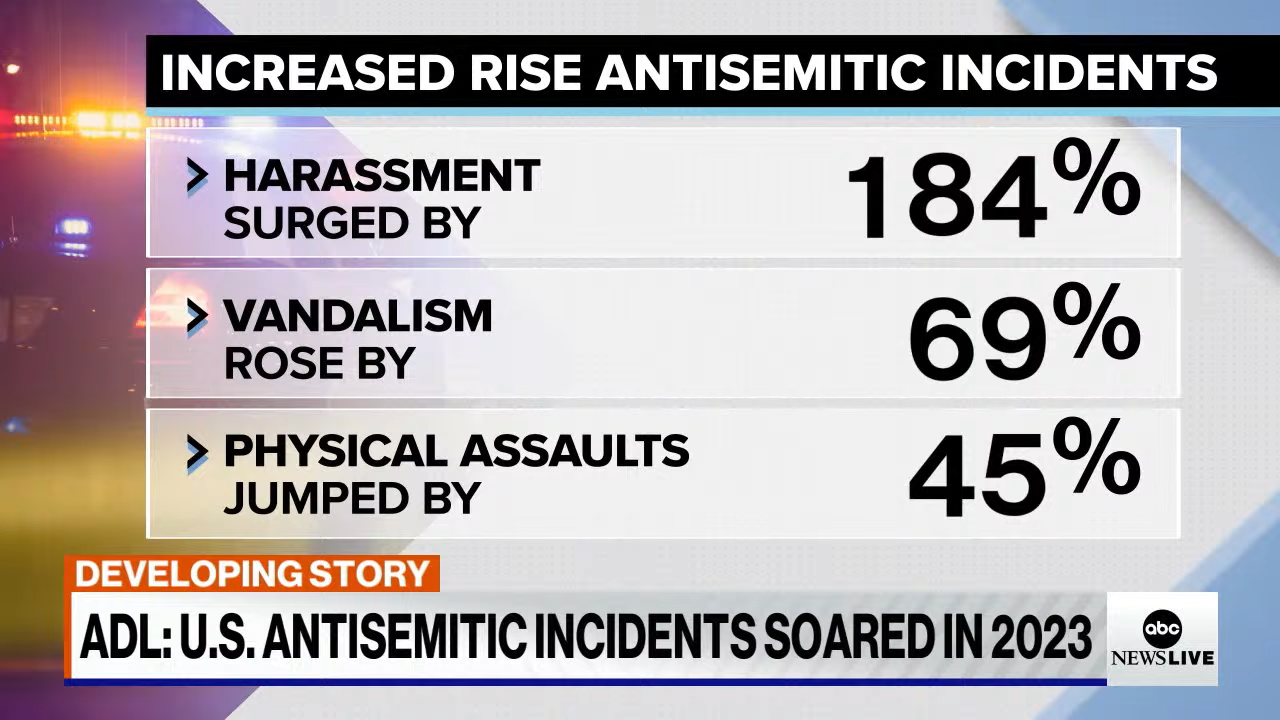 INCREASED RISE ANTISEMITIC INCIDENTS
HARASSMENT
SURGED BY
184%
VANDALISM
ROSE BY
69%
PHYSICAL ASSAULTS
JUMPED BY
45%
DEVELOPING STORY
ADL: U.S. ANTISEMITIC INCIDENTS SOARED IN 2023
abc
NEWS LIVE